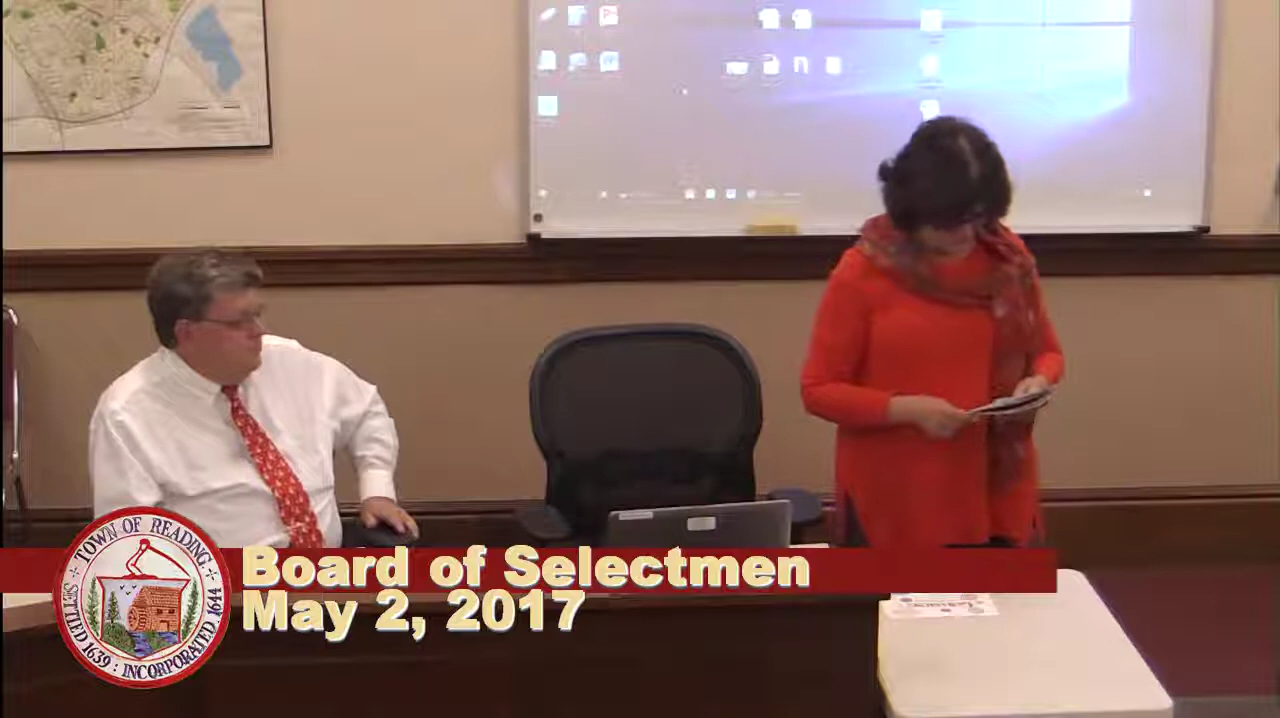 Board of Selectmen
May 2, 2017
TOWN OF READING
SETTLED 1639 : INCORPORATED 1644